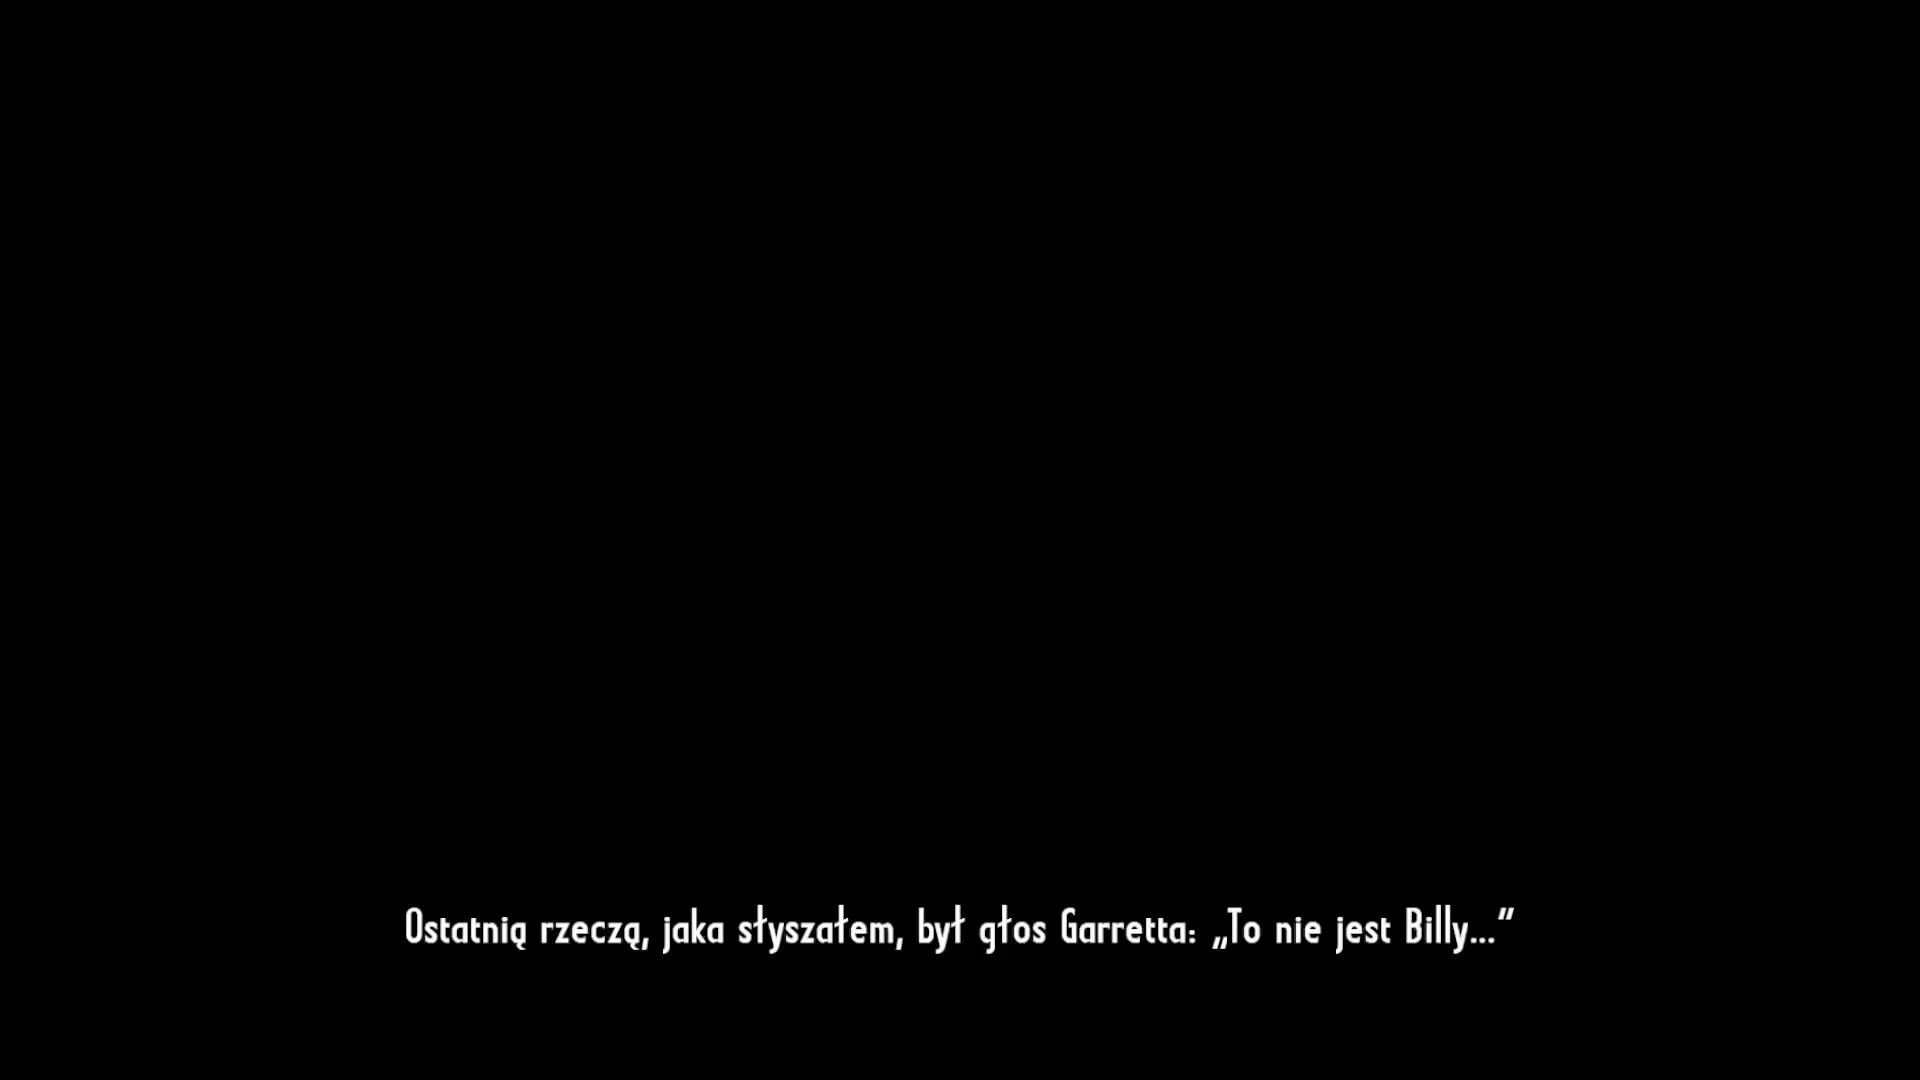 Ostatnią rzeczą, jaka słyszałem, był głos Garretta: „To nie jest Billy...”